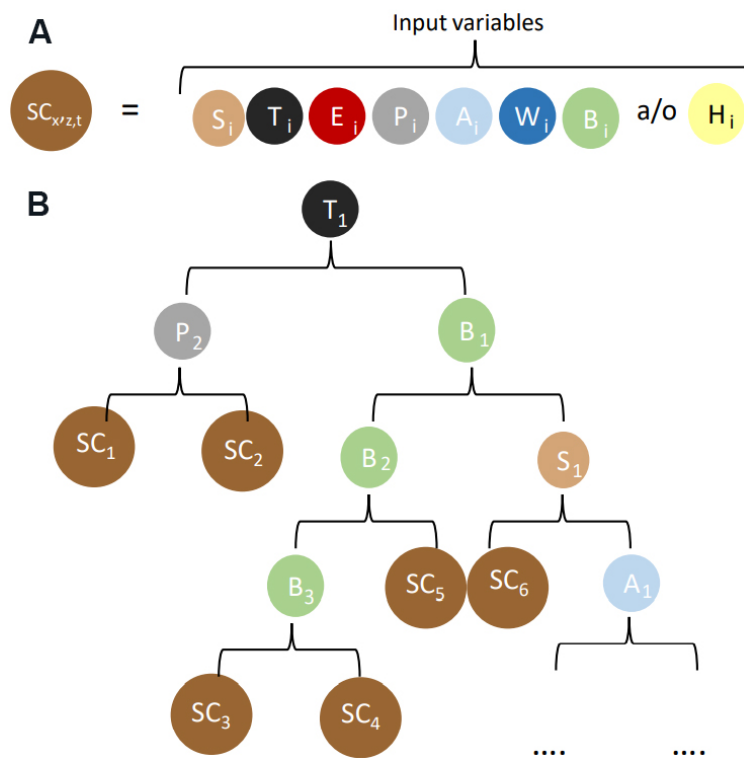 A
Input variables
SCx,z,t = Si Ti Ei Pi Ai Wi Bi a/o Hi
B
T1
P2 B1
SC1 SC2 B2 S1
B3 SC5 SC6 A1
SC3 SC4
.... ....